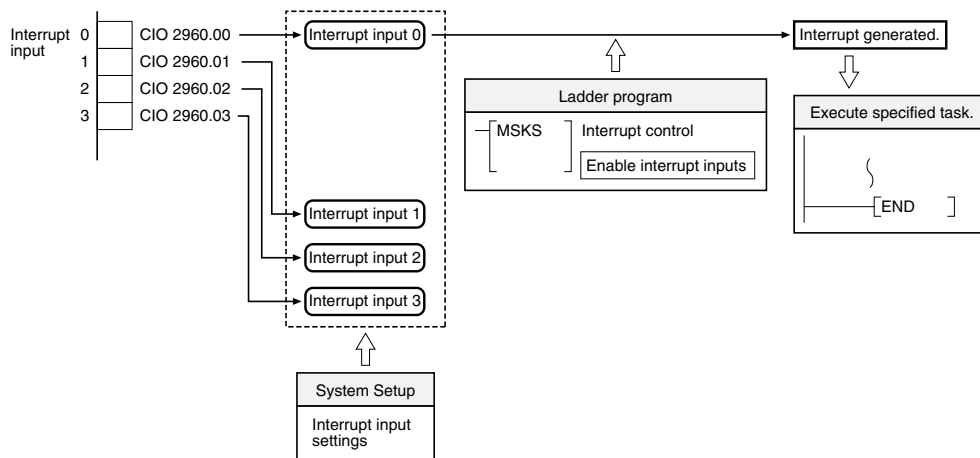 Interrupt
input
0 CIO 2960.00
1 CIO 2960.01
2 CIO 2960.02
3 CIO 2960.03
Interrupt input 0
Interrupt input 1
Interrupt input 2
Interrupt input 3
System Setup
Interrupt input
settings
Ladder program
MSKS Interrupt control
Enable interrupt inputs
Interrupt generated.
Execute specified task.
END